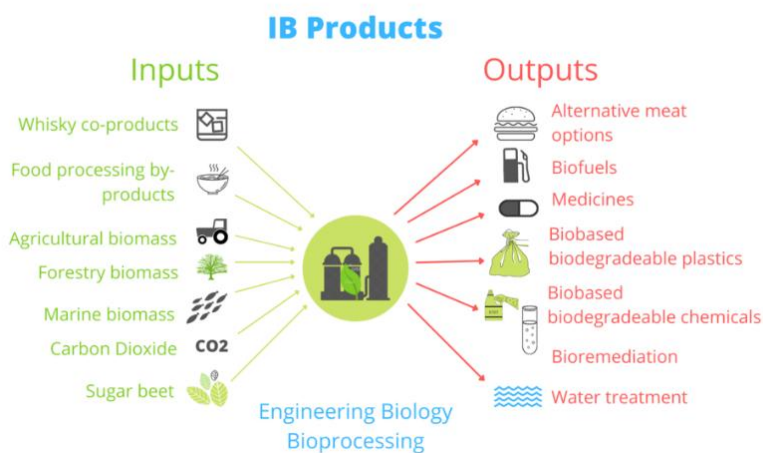 IB Products
Inputs
Whisky co-products
Food processing by-
products
Agricultural biomass
Forestry biomass
Marine biomass
Carbon Dioxide
CO2
Sugar beet
Outputs
Alternative meat
options
Biofuels
Medicines
Biobased
biodegradeable plastics
Biobased
biodegradeable chemicals
Bioremediation
Water treatment
Engineering Biology
Bioprocessing